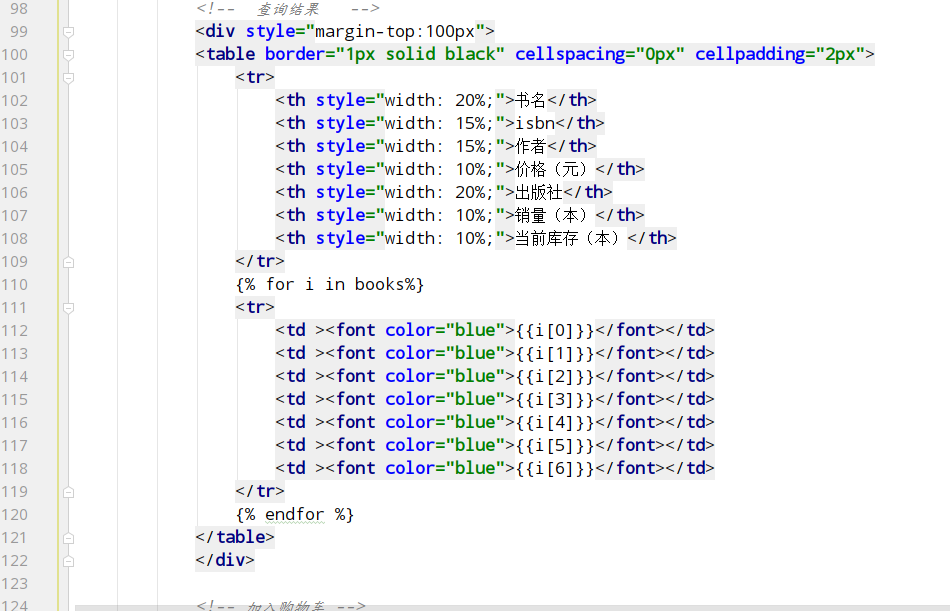 98 <!--  查询结果   -->
99 <div style="margin-top:100px">
100 <table border="1px solid black" cellspacing="0px" cellpadding="2px">
101 <tr>
102 <th style="width: 20%;">书名</th>
103 <th style="width: 15%;">isbn</th>
104 <th style="width: 15%;">作者</th>
105 <th style="width: 10%;">价格（元）</th>
106 <th style="width: 20%;">出版社</th>
107 <th style="width: 10%;">销量（本）</th>
108 <th style="width: 10%;">当前库存（本）</th>
109 </tr>
110 {% for i in books%}
111 <tr>
112 <td ><font color="blue">{{i[0]}}</font></td>
113 <td ><font color="blue">{{i[1]}}</font></td>
114 <td ><font color="blue">{{i[2]}}</font></td>
115 <td ><font color="blue">{{i[3]}}</font></td>
116 <td ><font color="blue">{{i[4]}}</font></td>
117 <td ><font color="blue">{{i[5]}}</font></td>
118 <td ><font color="blue">{{i[6]}}</font></td>
119 </tr>
120 {% endfor %}
121 </table>
122 </div>
123
124 <!-- 加入购物车 -->